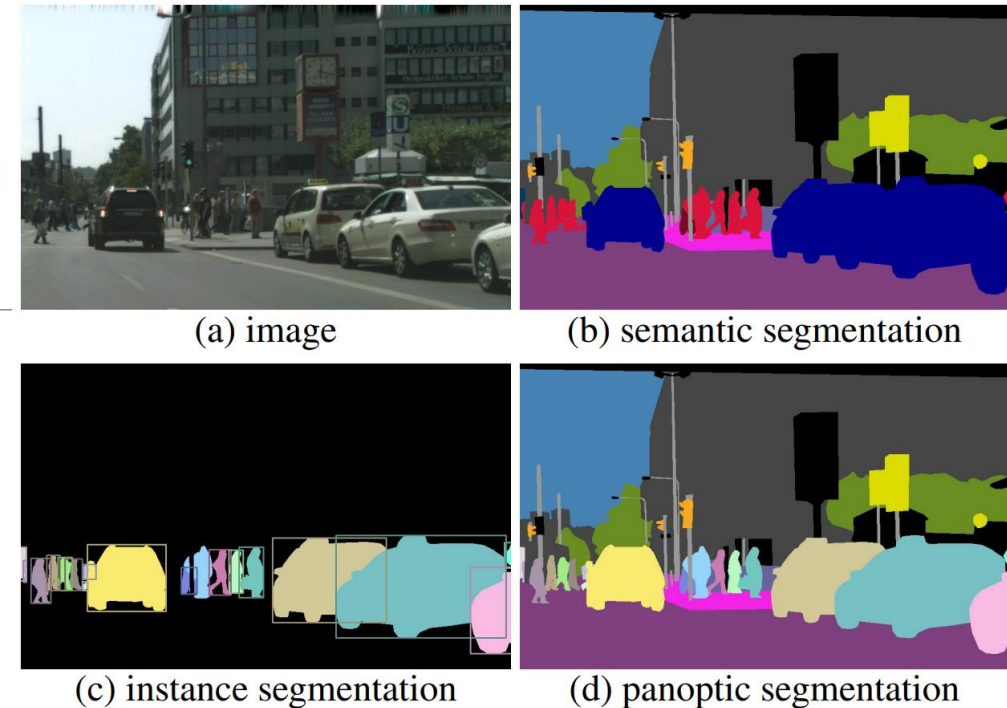 S
U
(a) image
(b) semantic segmentation
(c) instance segmentation
(d) panoptic segmentation